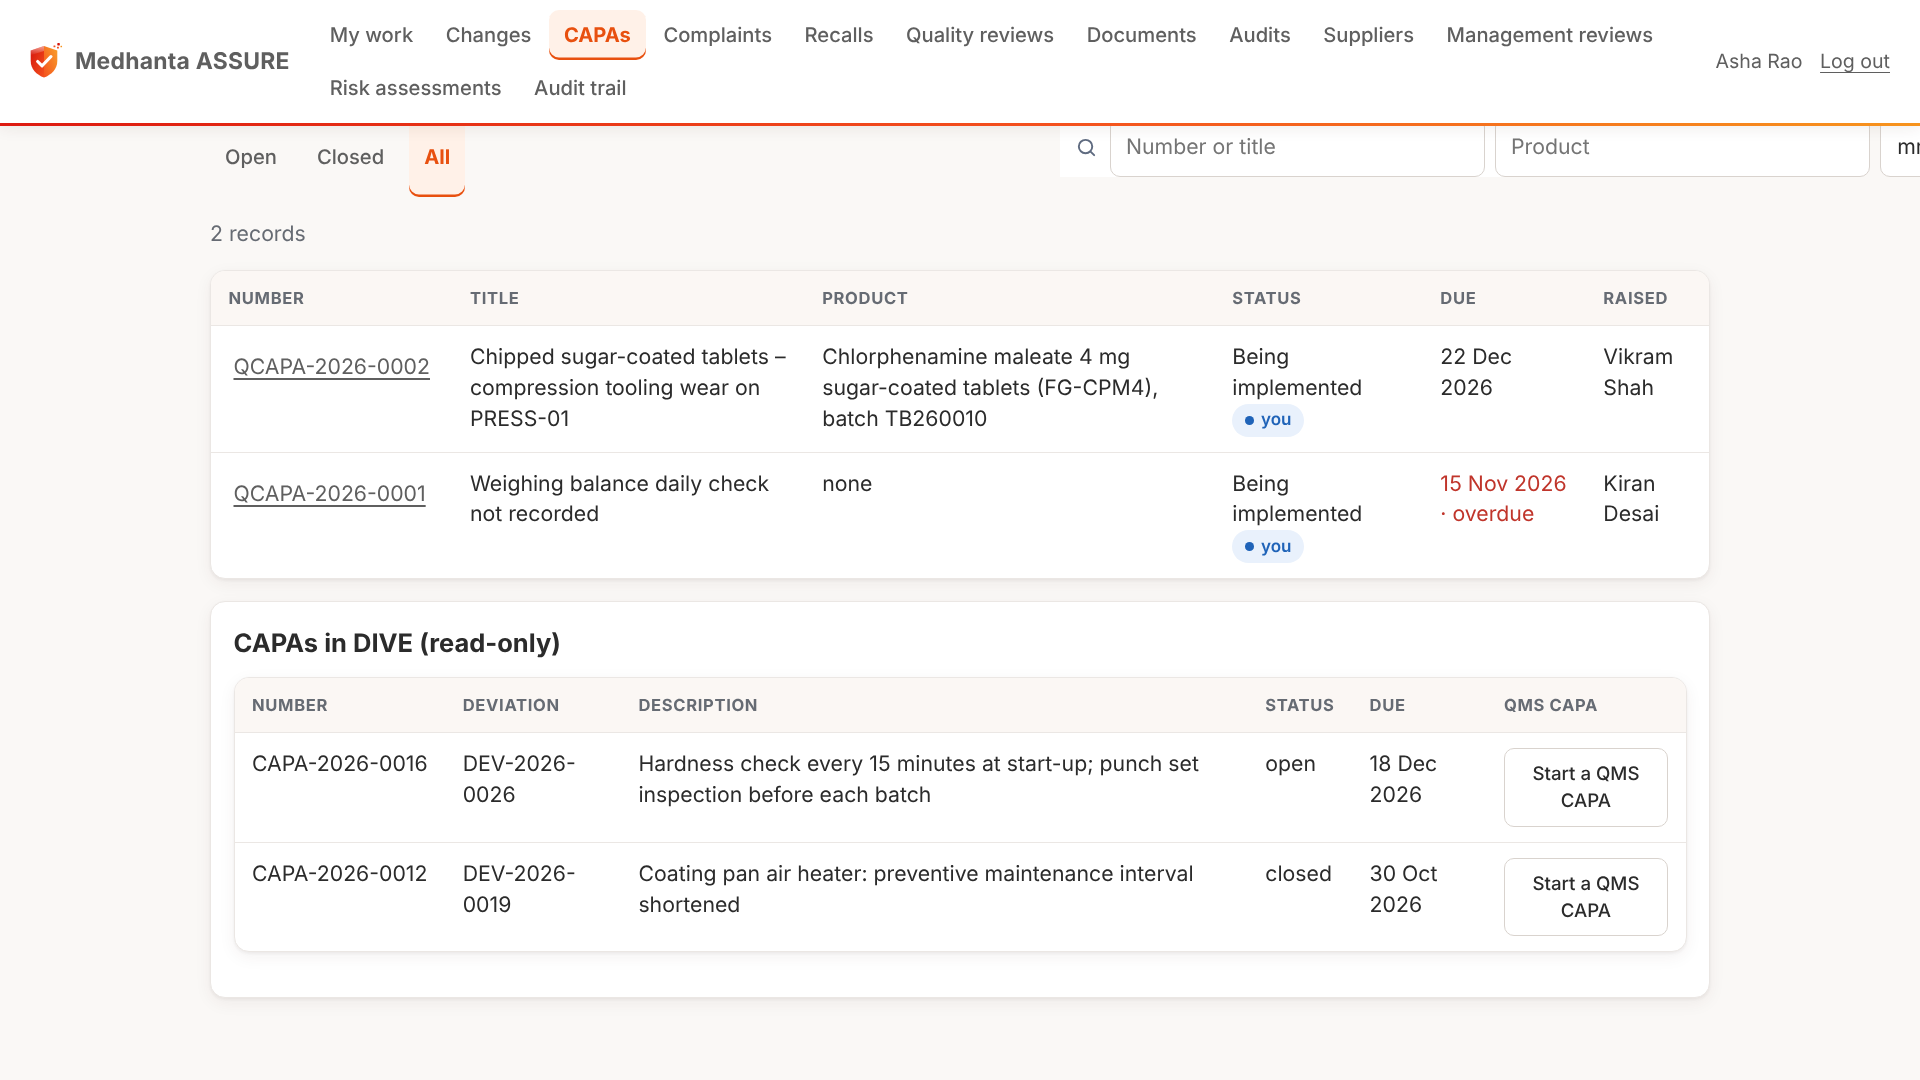 Medhanta ASSURE
My work Changes CAPAs Complaints Recalls Quality reviews Documents Audits Suppliers Management reviews
Risk assessments Audit trail
Asha Rao Log out
Open Closed All
Number or title Product
2 records
NUMBER TITLE PRODUCT STATUS DUE RAISED
QCAPA-2026-0002
Chipped sugar-coated tablets –
compression tooling wear on
PRESS-01
Chlorphenamine maleate 4 mg
sugar-coated tablets (FG-CPM4),
batch TB260010
Being
implemented
you
22 Dec
2026
Vikram
Shah
QCAPA-2026-0001
Weighing balance daily check
not recorded
none
Being
implemented
you
15 Nov 2026
· overdue
Kiran
Desai
CAPAs in DIVE (read-only)
NUMBER DEVIATION DESCRIPTION STATUS DUE QMS CAPA
CAPA-2026-0016
DEV-2026-
0026
Hardness check every 15 minutes at start-up; punch set
inspection before each batch
open
18 Dec
2026
Start a QMS
CAPA
CAPA-2026-0012
DEV-2026-
0019
Coating pan air heater: preventive maintenance interval
shortened
closed
30 Oct
2026
Start a QMS
CAPA